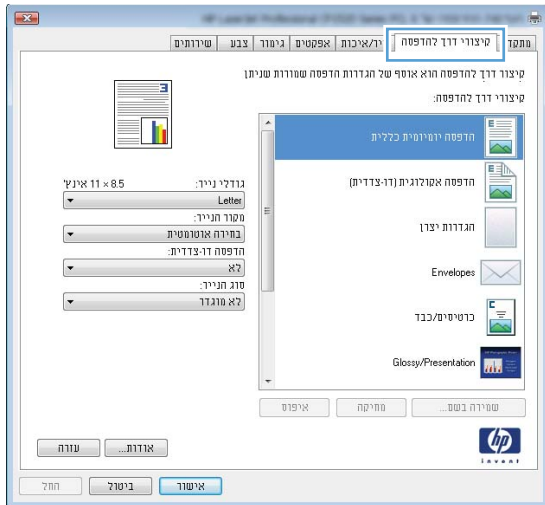 מתקד קיצורי דרך להדפסה יר/איכות אפקטים גימור צבע שירותים
קיצור דרך להדפסה הוא אוסף של הגדרות הדפסה שמורות שניתן
קיצורי דרך להדפסה:
הדפסה יומיומית כללית
הדפסה אקולוגית (דו-צדדית)
הגדרות יצרן
Envelopes
כרטיסים/כבד
Glossy/Presentation
גודלי נייר: 8.5 × 11 אינץ'
Letter
מקור הנייר:
בחירה אוטומטית
הדפסה דו-צדדית:
לא
סוג הנייר:
לא מוגדר
שמירה בשם... מחיקה איפוס
hp
invent
אודות... עזרה
אישור ביטול החל